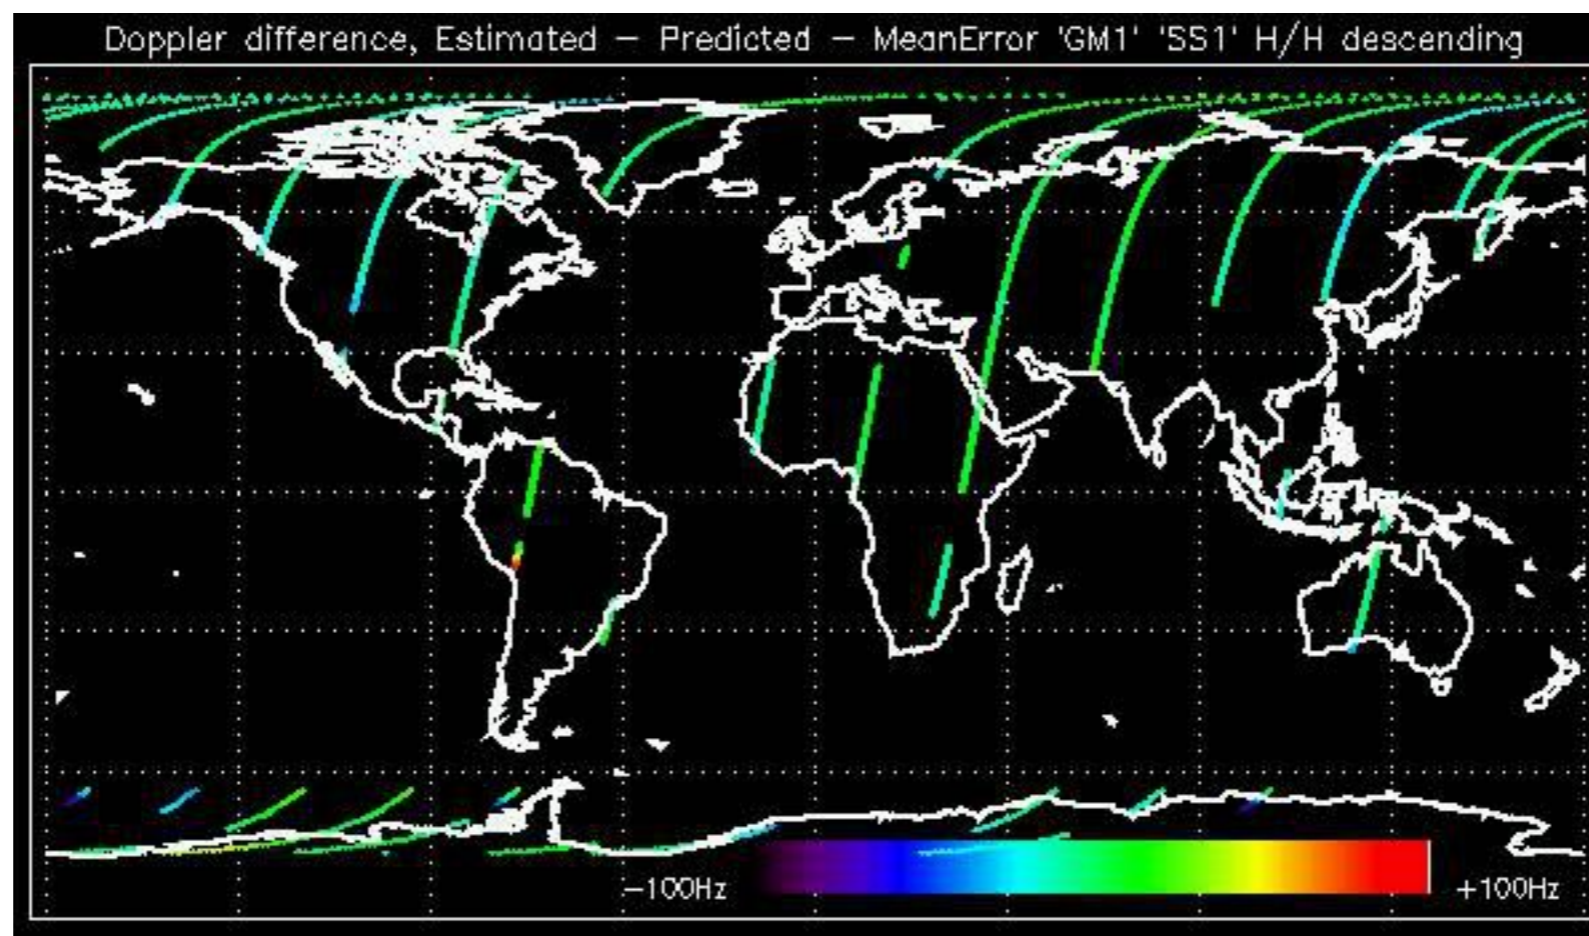 Doppler difference, Estimated – Predicted – MeanError 'GM1' 'SS1' H/H descending
–100Hz
+100Hz